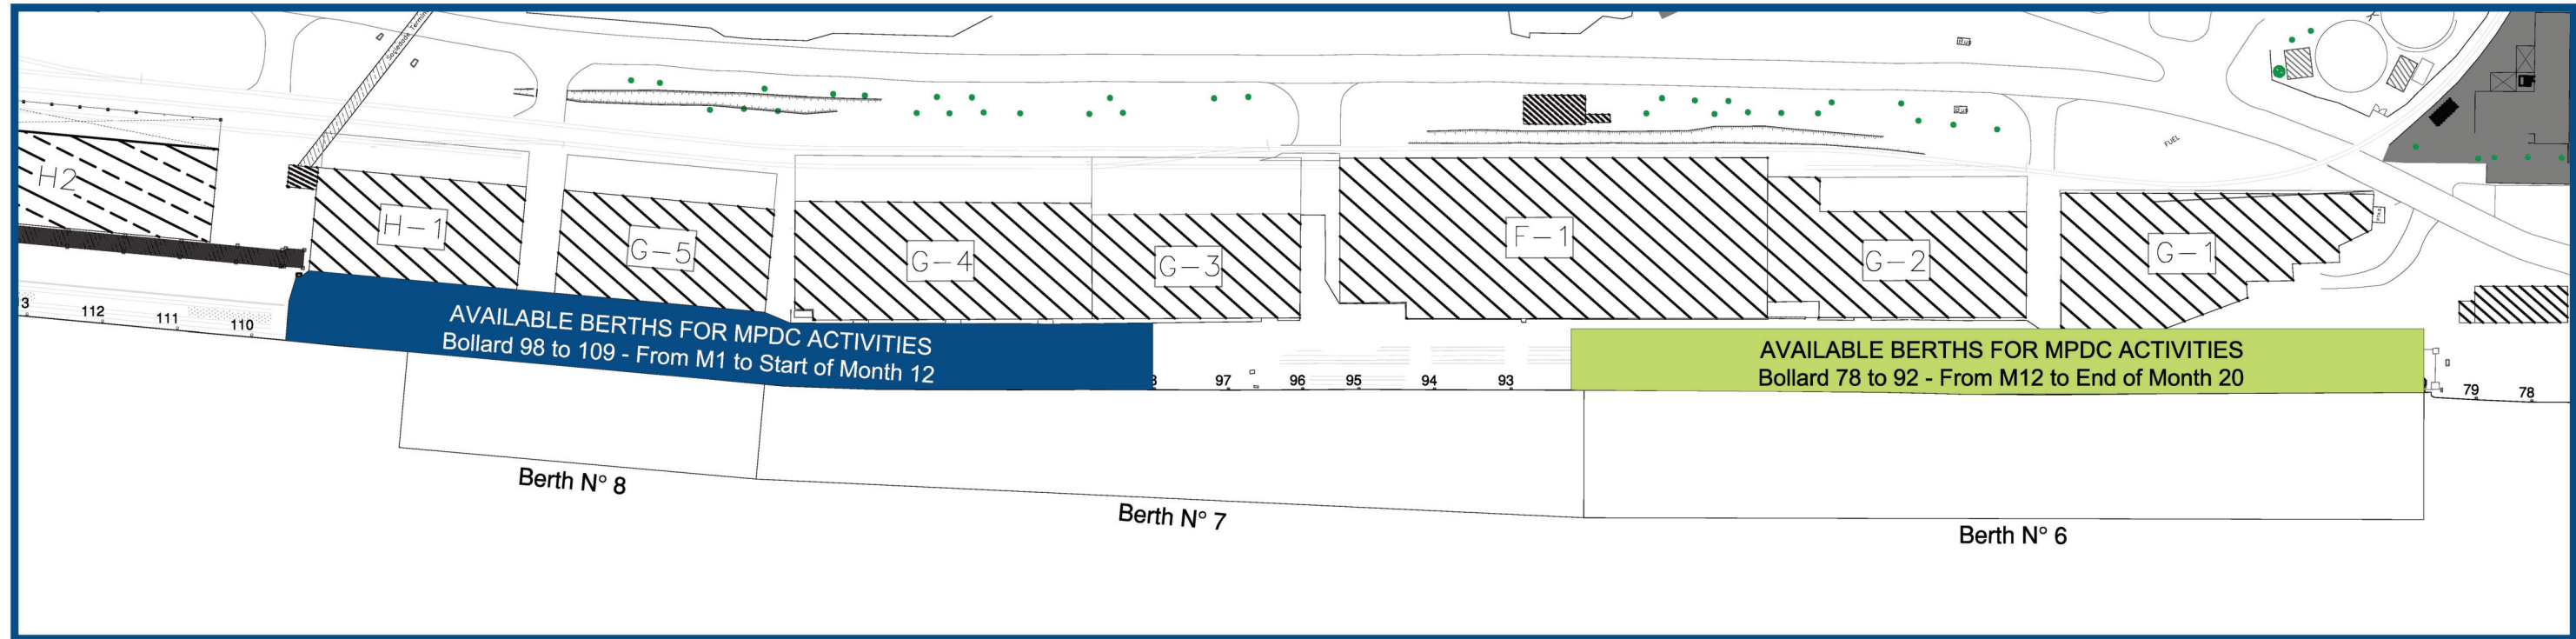 Sociedade Termin
H2
H-1
G-5
G-4
G-3
F-1
G-2
G-1
FUEL
AVAILABLE BERTHS FOR MPDC ACTIVITIES
Bollard 98 to 109 - From M1 to Start of Month 12
AVAILABLE BERTHS FOR MPDC ACTIVITIES
Bollard 78 to 92 - From M12 to End of Month 20
3
112
111
110
97
96
95
94
93
79
78
Berth N° 8
Berth N° 7
Berth N° 6